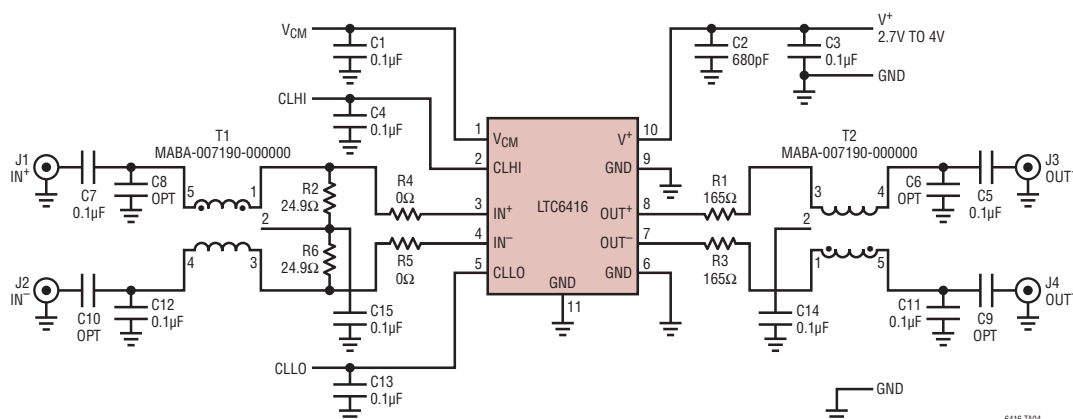 VCM
C1
0.1µF
CLHI
C4
0.1µF
V+
2.7V TO 4V
C2
680pF
C3
0.1µF
GND
J1
IN+
C7
0.1µF
C8
OPT
T1
MABA-007190-000000
5
1
2
4
3
R2
24.9Ω
R6
24.9Ω
R4
0Ω
R5
0Ω
J2
IN–
C10
OPT
C12
0.1µF
C15
0.1µF
CLLO
C13
0.1µF
1
VCM
2
CLHI
3
IN+
4
IN–
5
CLLO
LTC6416
V+
10
GND
9
OUT+
8
OUT–
7
GND
6
GND
11
R1
165Ω
R3
165Ω
T2
MABA-007190-000000
3
4
2
1
5
C6
OPT
C5
0.1µF
J3
OUT
C14
0.1µF
C11
0.1µF
C9
OPT
J4
OUT
GND
6416 TA04